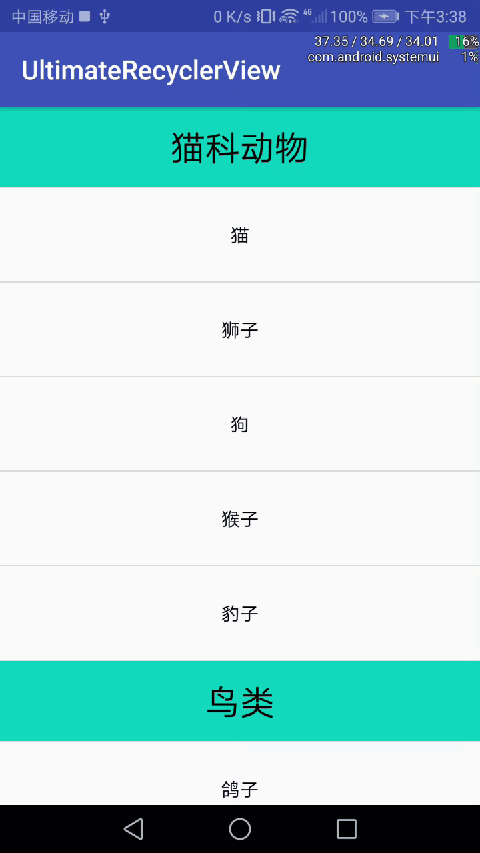 中国移动 0 K/s 4G 100% 下午3:38
37.35 / 34.69 / 34.01 16%
com.android.systemui 1%
UltimateRecyclerView
猫科动物
猫
狮子
狗
猴子
豹子
鸟类
鸽子